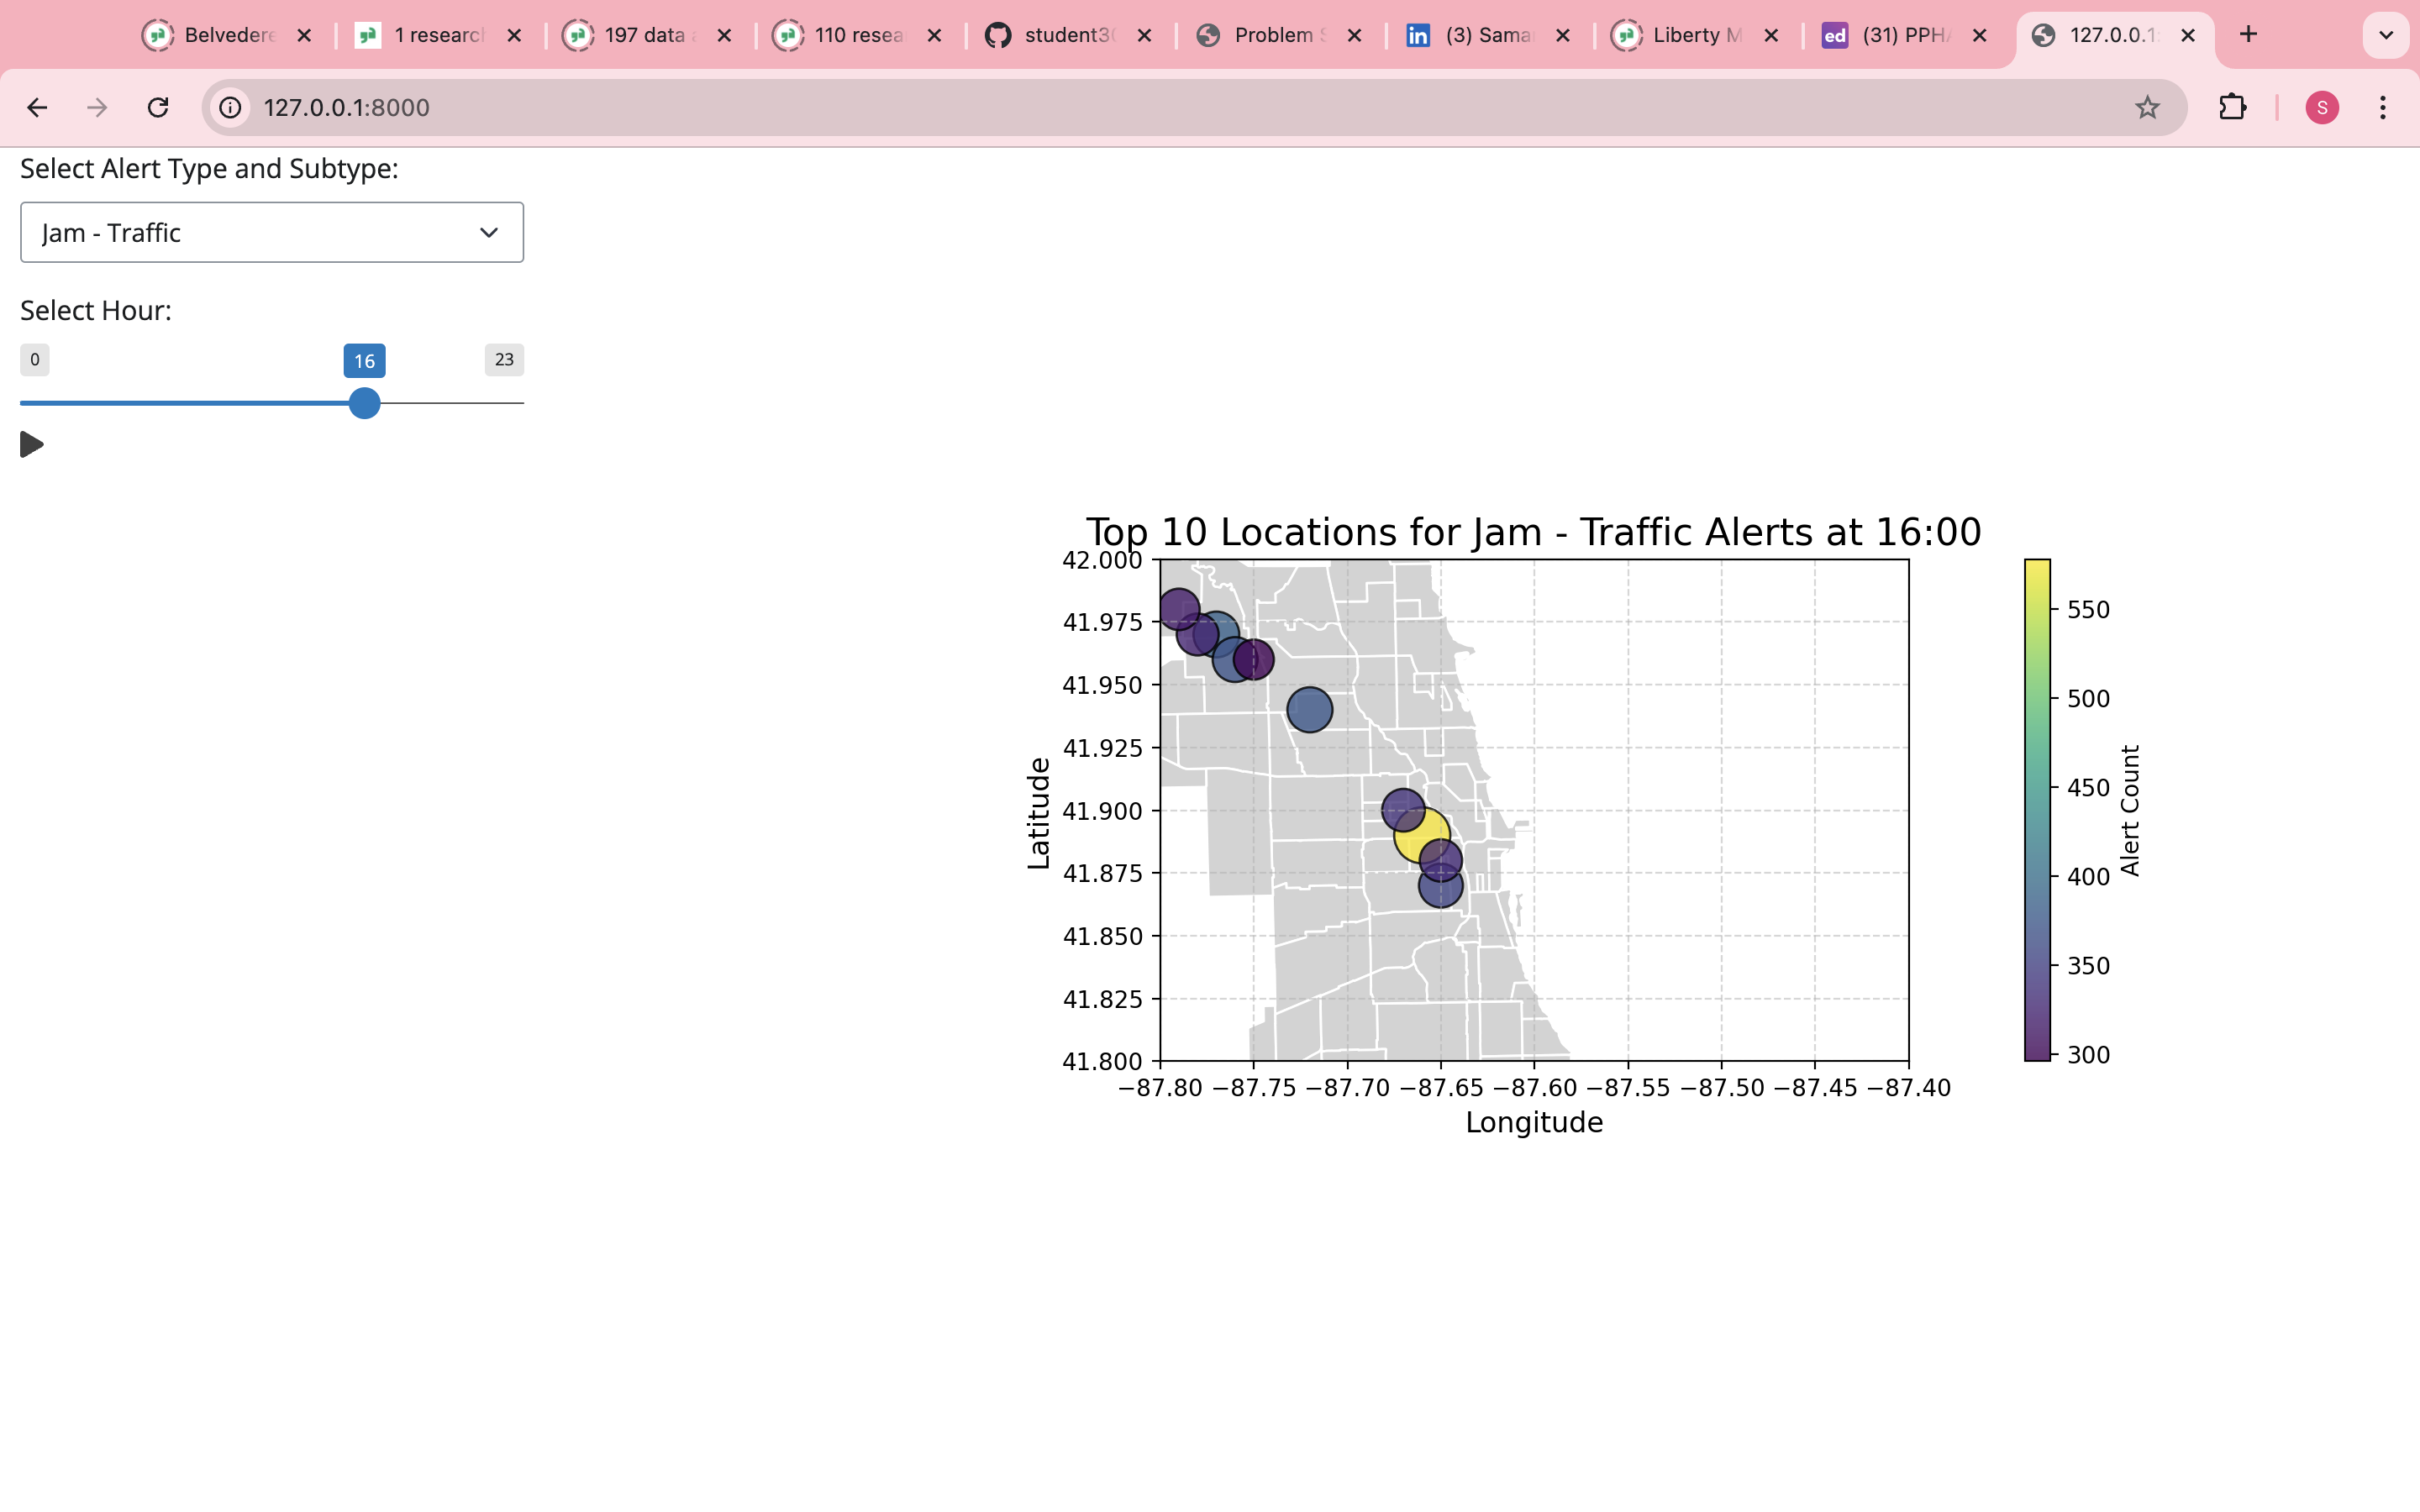 Belvedere
1 research
197 data
110 resea
student30
Problem S
in (3) Sama
Liberty M
ed (31) PPHA
127.0.0.1:
127.0.0.1:8000
S
Select Alert Type and Subtype:
Jam - Traffic
Select Hour:
0
16
23
Top 10 Locations for Jam - Traffic Alerts at 16:00
42.000
41.975
41.950
41.925
41.900
41.875
41.850
41.825
41.800
Latitude
−87.80 −87.75 −87.70 −87.65 −87.60 −87.55 −87.50 −87.45 −87.40
Longitude
550
500
450
400
350
300
Alert Count